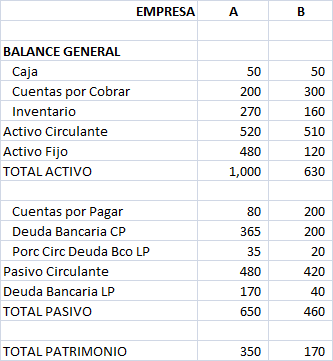 EMPRESA A B
BALANCE GENERAL
Caja 50 50
Cuentas por Cobrar 200 300
Inventario 270 160
Activo Circulante 520 510
Activo Fijo 480 120
TOTAL ACTIVO 1,000 630
Cuentas por Pagar 80 200
Deuda Bancaria CP 365 200
Porc Circ Deuda Bco LP 35 20
Pasivo Circulante 480 420
Deuda Bancaria LP 170 40
TOTAL PASIVO 650 460
TOTAL PATRIMONIO 350 170